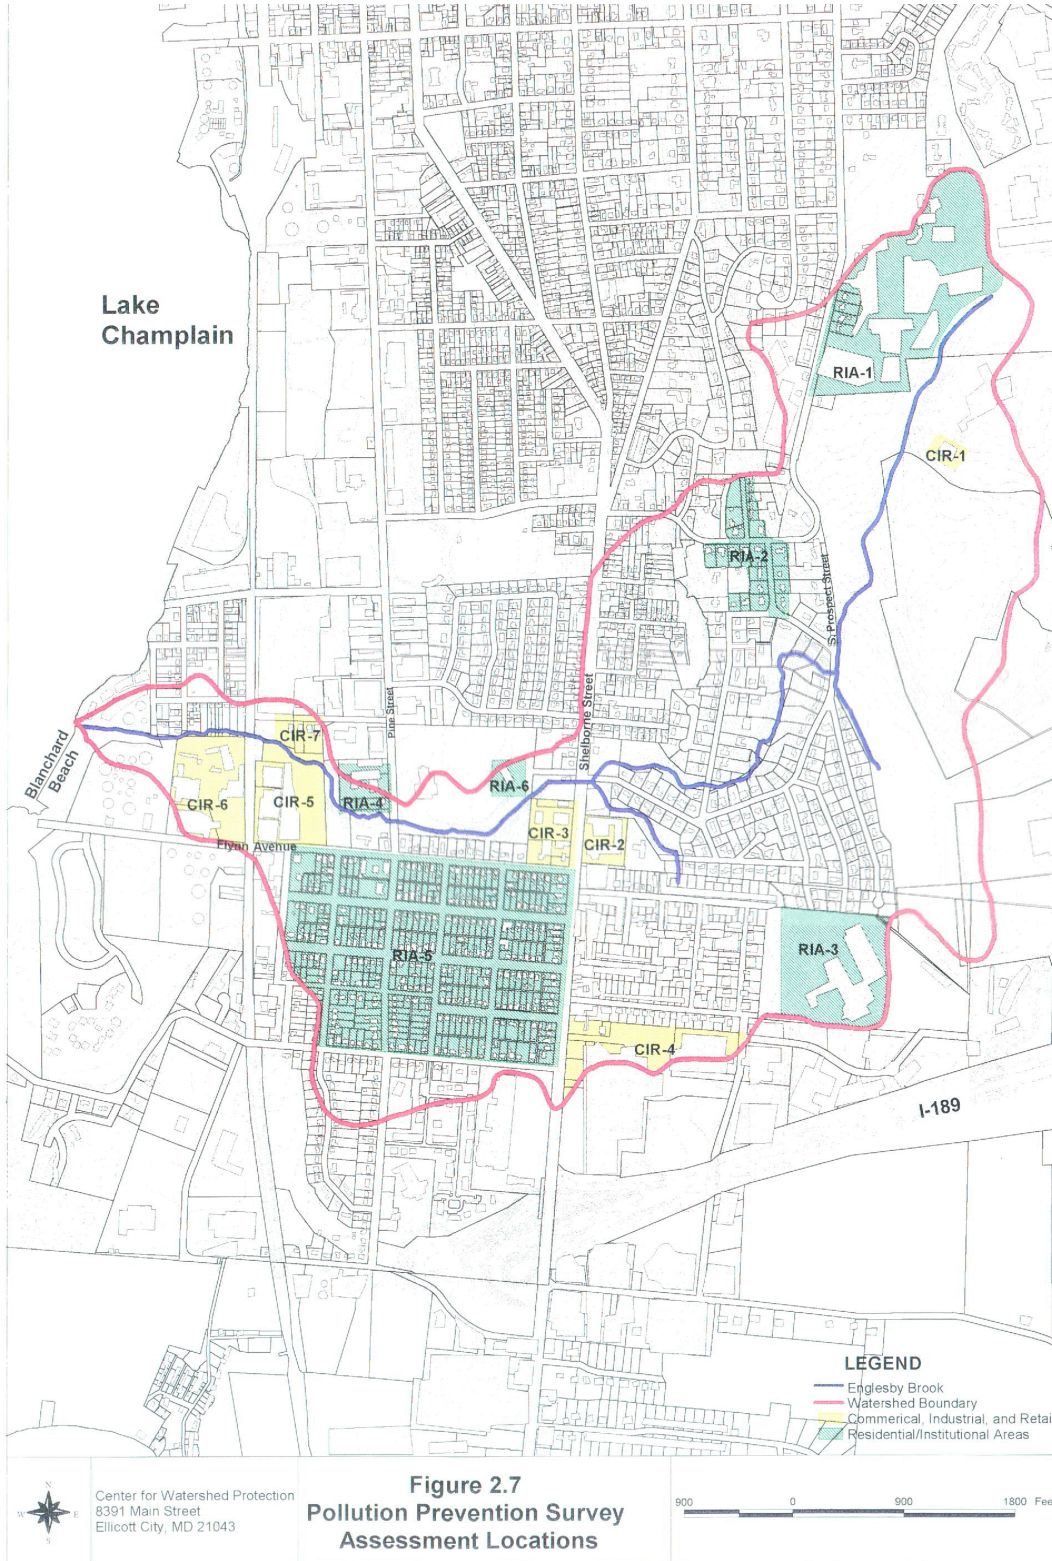 Lake
Champlain
RIA-1
CIR-1
RIA-2
S. Prospect Street
Shelborne Street
Pine Street
Blanchard
Beach
CIR-7
RIA-6
RIA-4
CIR-6
CIR-5
CIR-3
CIR-2
Flynn Avenue
RIA-5
RIA-3
CIR-4
I-189
LEGEND
Englesby Brook
Watershed Boundary
Commerical, Industrial, and Retai
Residential/Institutional Areas
N
W
E
S
Center for Watershed Protection
8391 Main Street
Ellicott City, MD 21043
Figure 2.7
Pollution Prevention Survey
Assessment Locations
900 0 900 1800 Fee